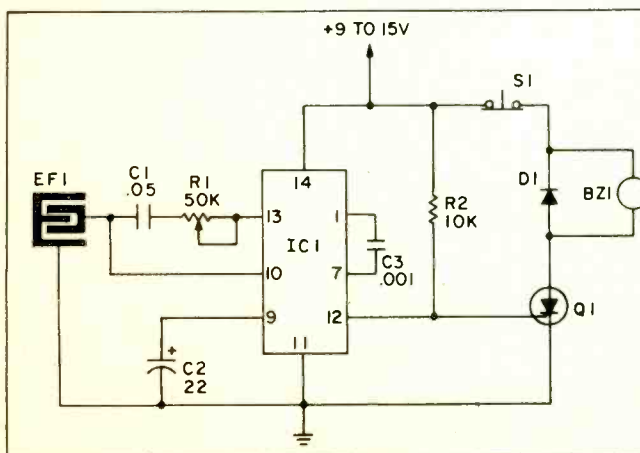 +9 TO 15V
S1
EF1
C1
.05
R1
50K
14
13
1
IC1
10
7
9
12
11
C3
.001
R2
10K
D1
BZ1
Q1
+
C2
22